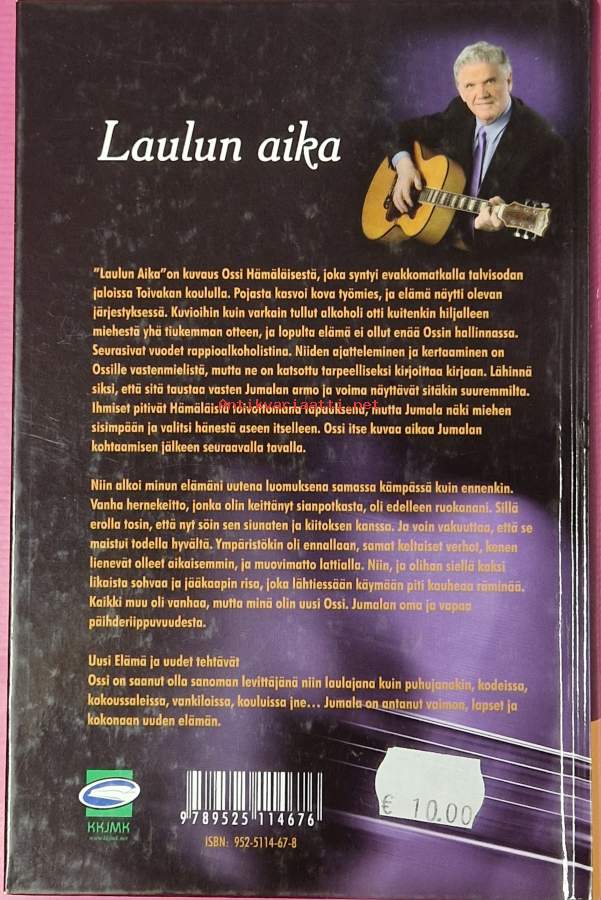 Laulun aika
"Laulun Aika" on kuvaus Ossi Hämäläisestä, joka syntyi evakkomatkalla talvisodan
jaloissa Toivakan koululla. Pojasta kasvoi kova työmies, ja elämä näytti olevan
järjestyksessä. Kuvioihin kuin varkain tullut alkoholi otti kuitenkin hiljalleen
miehestä yhä tiukemman otteen, ja lopulta elämä ei ollut enää Ossin hallinnassa.
Seurasivat vuodet rappioalkoholistina. Niiden ajatteleminen ja kertaaminen on
Ossille vastenmielistä, mutta ne on katsottu tarpeelliseksi kirjoittaa kirjaan. Lähinnä
siksi, että sitä taustaa vasten Jumalan armo ja voima näyttävät sitäkin suuremmilta.
Antikvariaatti.net
Ihmiset pitivät Hämäläistä toivottomana tapauksena, mutta Jumala näki miehen
sisimpään ja valitsi hänestä aseen itselleen. Ossi itse kuvaa aikaa Jumalan
kohtaamisen jälkeen seuraavalla tavalla.
Niin alkoi minun elämäni uutena luomuksena samassa kämpässä kuin ennenkin.
Vanha hernekeitto, jonka olin keittänyt sianpotkasta, oli edelleen ruokanani. Sillä
erolla tosin, että nyt söin sen siunaten ja kiitoksen kanssa. Ja voin vakuuttaa, että se
maistui todella hyvältä. Ympäristökin oli ennallaan, samat keltaiset verhot, kenen
lienevät olleet aikaisemmin, ja muovimatto lattialla. Niin, ja olihan siellä kaksi
likaista sohvaa ja jääkaapin risa, joka lähtiessään käymään piti kauheaa räminää.
Kaikki muu oli vanhaa, mutta minä olin uusi Ossi. Jumalan oma ja vapaa
päihderiippuvuudesta.
Uusi Elämä ja uudet tehtävät
Ossi on saanut olla sanoman levittäjänä niin laulajana kuin puhujanakin, kodeissa,
kokoussaleissa, vankiloissa, kouluissa jne... Jumala on antanut vaimon, lapset ja
kokonaan uuden elämän.
KKJMK
www.kkjmk.net
9 789525 114676
ISBN: 952-5114-67-8
€ 10.00